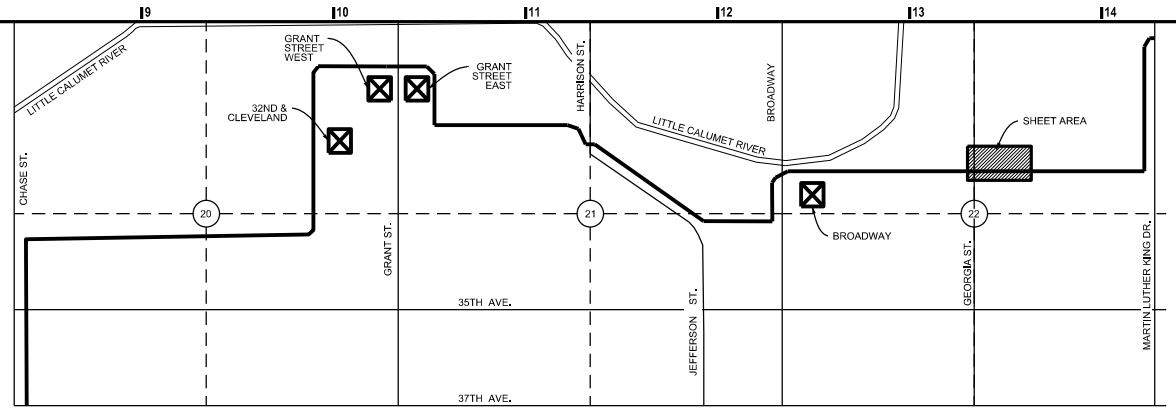 9
10
11
12
13
14
GRANT
STREET
WEST
GRANT
STREET
EAST
HARRISON ST.
BROADWAY
LITTLE CALUMET RIVER
32ND &
CLEVELAND
LITTLE CALUMET RIVER
SHEET AREA
CHASE ST.
20
21
22
GRANT ST.
BROADWAY
GEORGIA ST.
MARTIN LUTHER KING DR.
35TH AVE.
JEFFERSON ST.
37TH AVE.